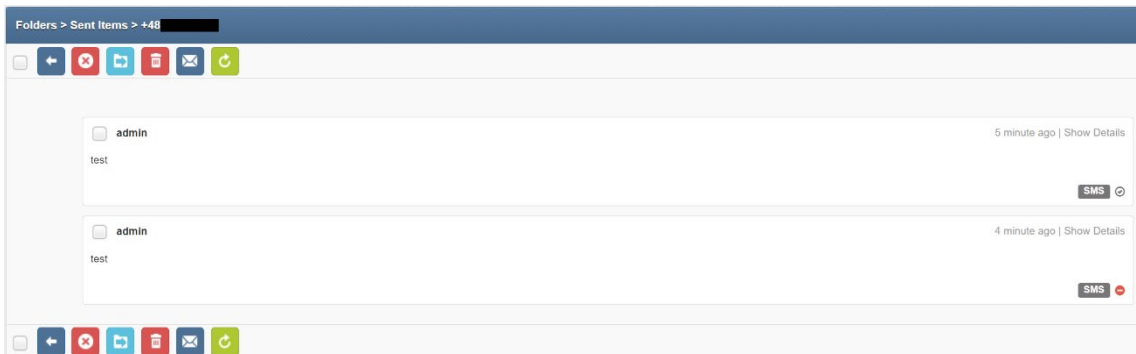 Folders > Sent Items > +48
admin
5 minute ago | Show Details
test
SMS
admin
4 minute ago | Show Details
test
SMS